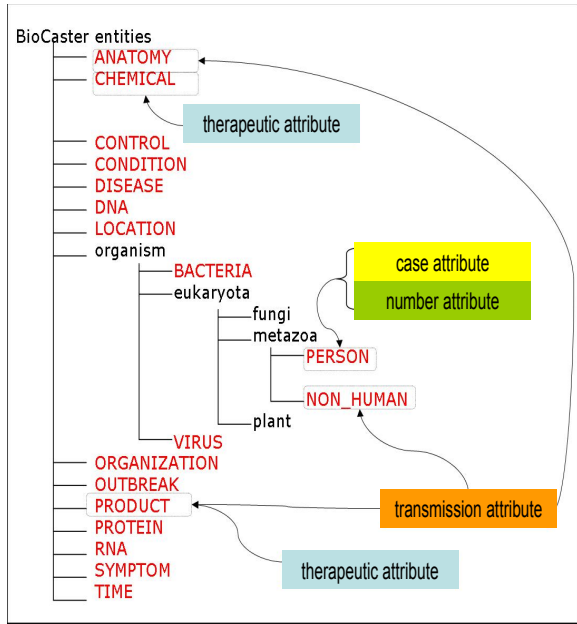 BioCaster entities
ANATOMY
CHEMICAL
therapeutic attribute
CONTROL
CONDITION
DISEASE
DNA
LOCATION
organism
case attribute
BACTERIA
eukaryota
number attribute
fungi
metazoa
PERSON
NON_HUMAN
plant
VIRUS
ORGANIZATION
OUTBREAK
PRODUCT
transmission attribute
PROTEIN
RNA
therapeutic attribute
SYMPTOM
TIME